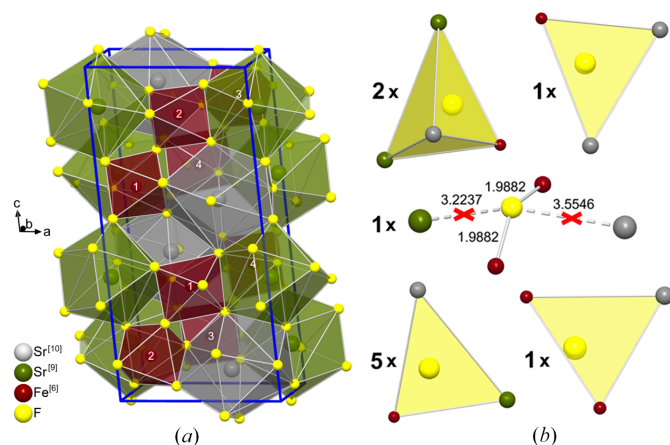 2
3
4
1
1
4
2
3
c
b
a
Sr[10]
Sr[9]
Fe[6]
F
(a)
2 x
1 x
3.2237
1.9882
3.5546
1 x
1.9882
5 x
1 x
(b)